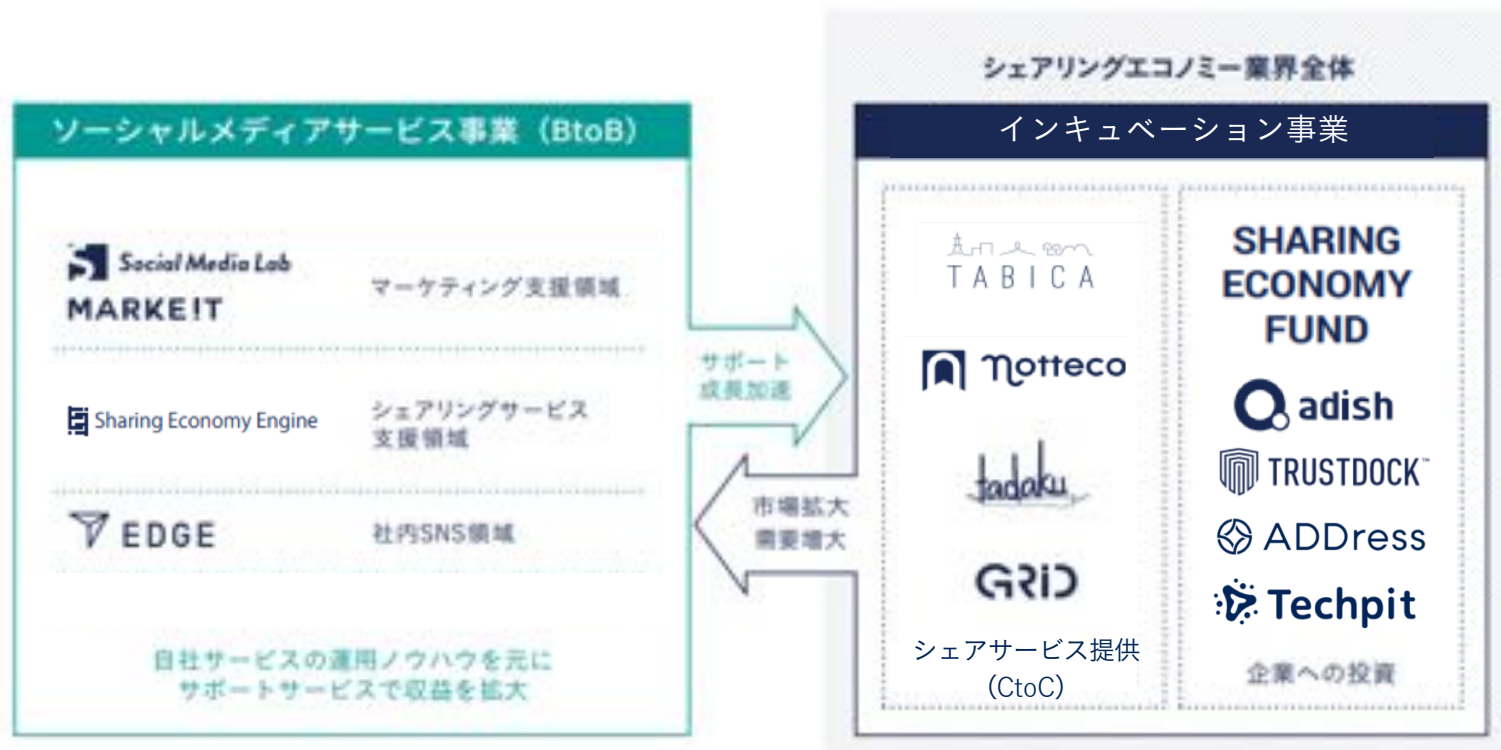 シェアリングエコノミー業界全体
ソーシャルメディアサービス事業（BtoB）
Social Media Lab
MARKE!T
マーケティング支援領域
Sharing Economy Engine
シェアリングサービス
支援領域
EDGE
社内SNS領域
自社サービスの運用ノウハウを元に
サポートサービスで収益を拡大
サポート
成長加速
市場拡大
需要増大
インキュベーション事業
TABICA
notteco
tadaku
GRiD
シェアサービス提供
(CtoC)
SHARING
ECONOMY
FUND
adish
TRUSTDOCK™
ADDress
Techpit
企業への投資